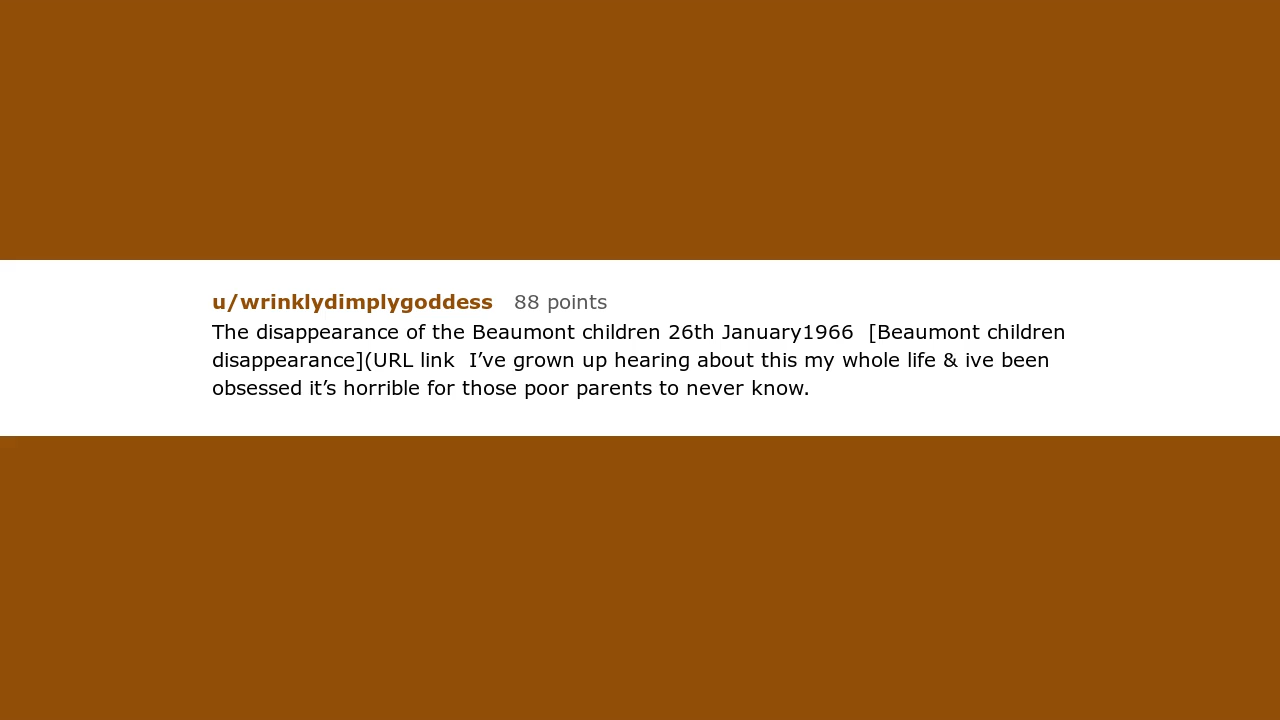 u/wrinklydimplygoddess 88 points
The disappearance of the Beaumont children 26th January1966  [Beaumont children
disappearance](URL link  I’ve grown up hearing about this my whole life & ive been
obsessed it’s horrible for those poor parents to never know.